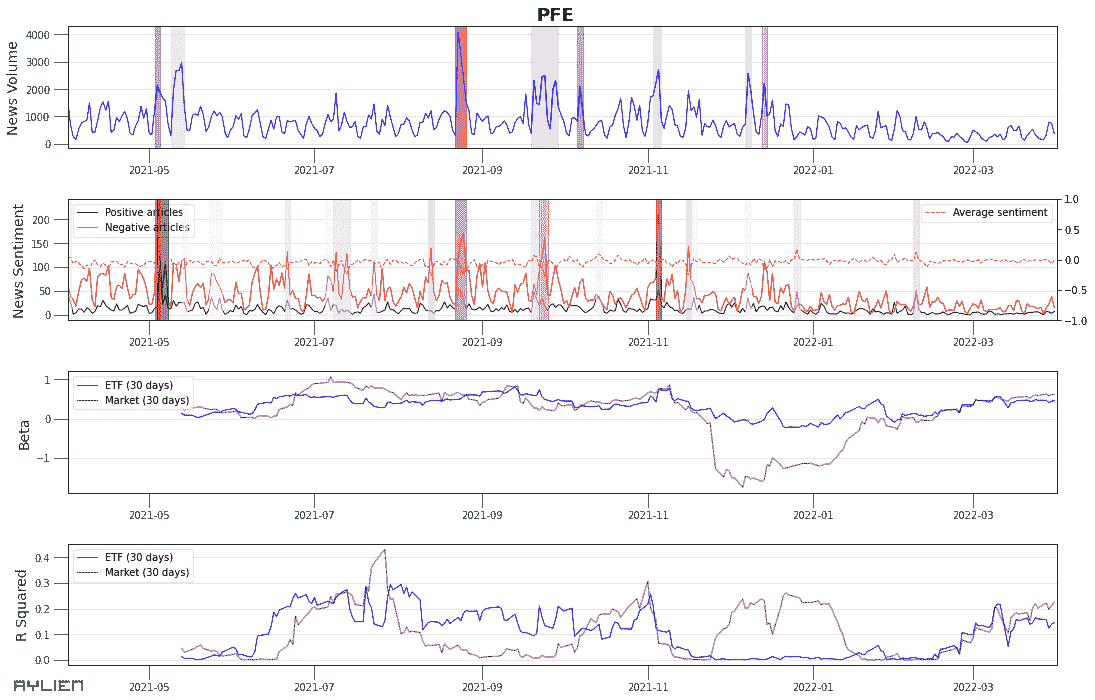 PFE
News Volume
4000
3000
2000
1000
0
2021-05 2021-07 2021-09 2021-11 2022-01 2022-03
News Sentiment
200
150
100
50
0
Positive articles
Negative articles
Average sentiment
1.0
0.5
0.0
−0.5
−1.0
2021-05 2021-07 2021-09 2021-11 2022-01 2022-03
Beta
1
0
−1
ETF (30 days)
Market (30 days)
2021-05 2021-07 2021-09 2021-11 2022-01 2022-03
R Squared
0.4
0.3
0.2
0.1
0.0
ETF (30 days)
Market (30 days)
2021-05 2021-07 2021-09 2021-11 2022-01 2022-03
AYLIEN